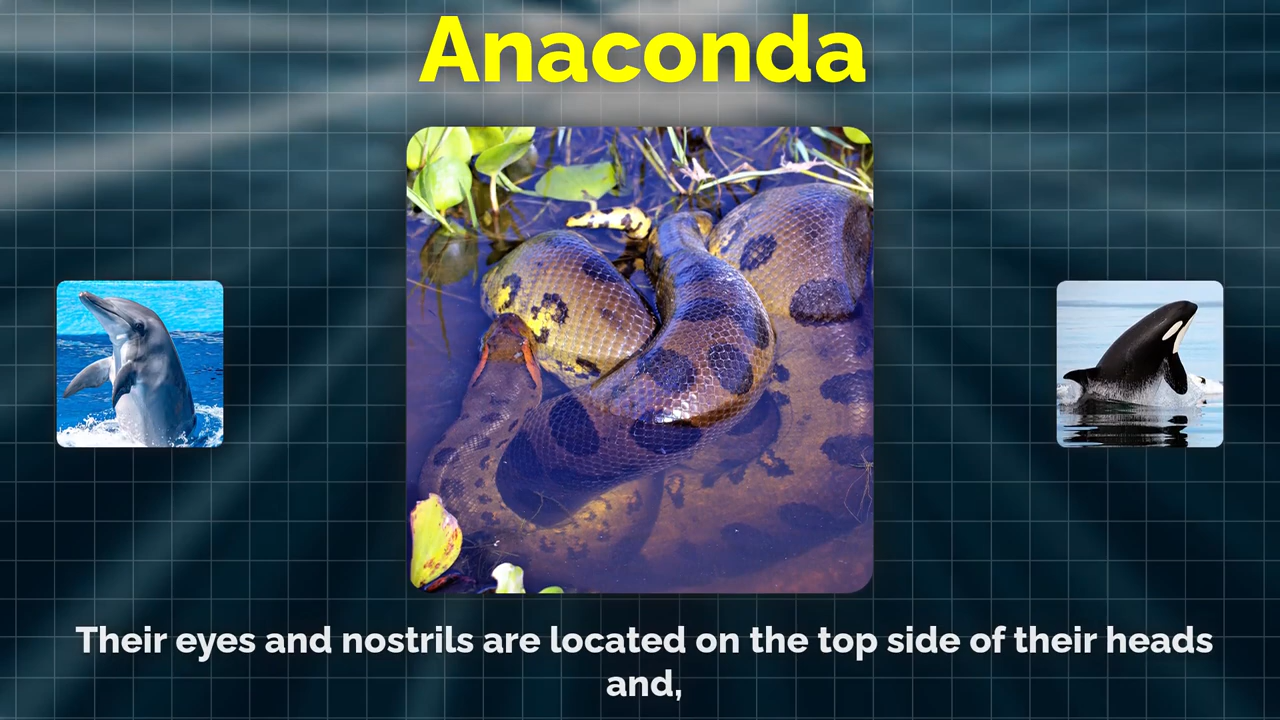 Anaconda
Their eyes and nostrils are located on the top side of their heads
and,